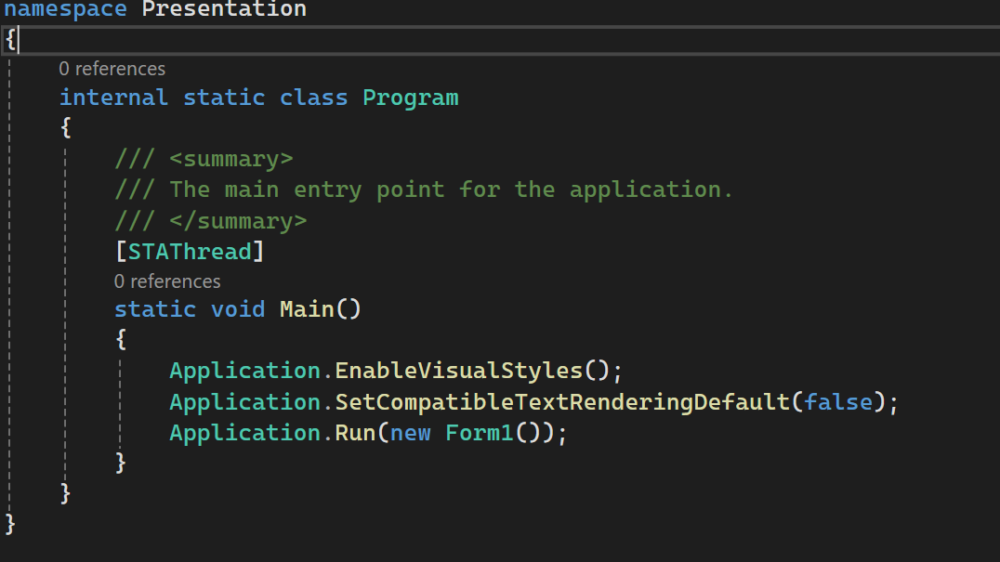 namespace Presentation
{
0 references
internal static class Program
{
/// <summary>
/// The main entry point for the application.
/// </summary>
[STAThread]
0 references
static void Main()
{
Application.EnableVisualStyles();
Application.SetCompatibleTextRenderingDefault(false);
Application.Run(new Form1());
}
}
}